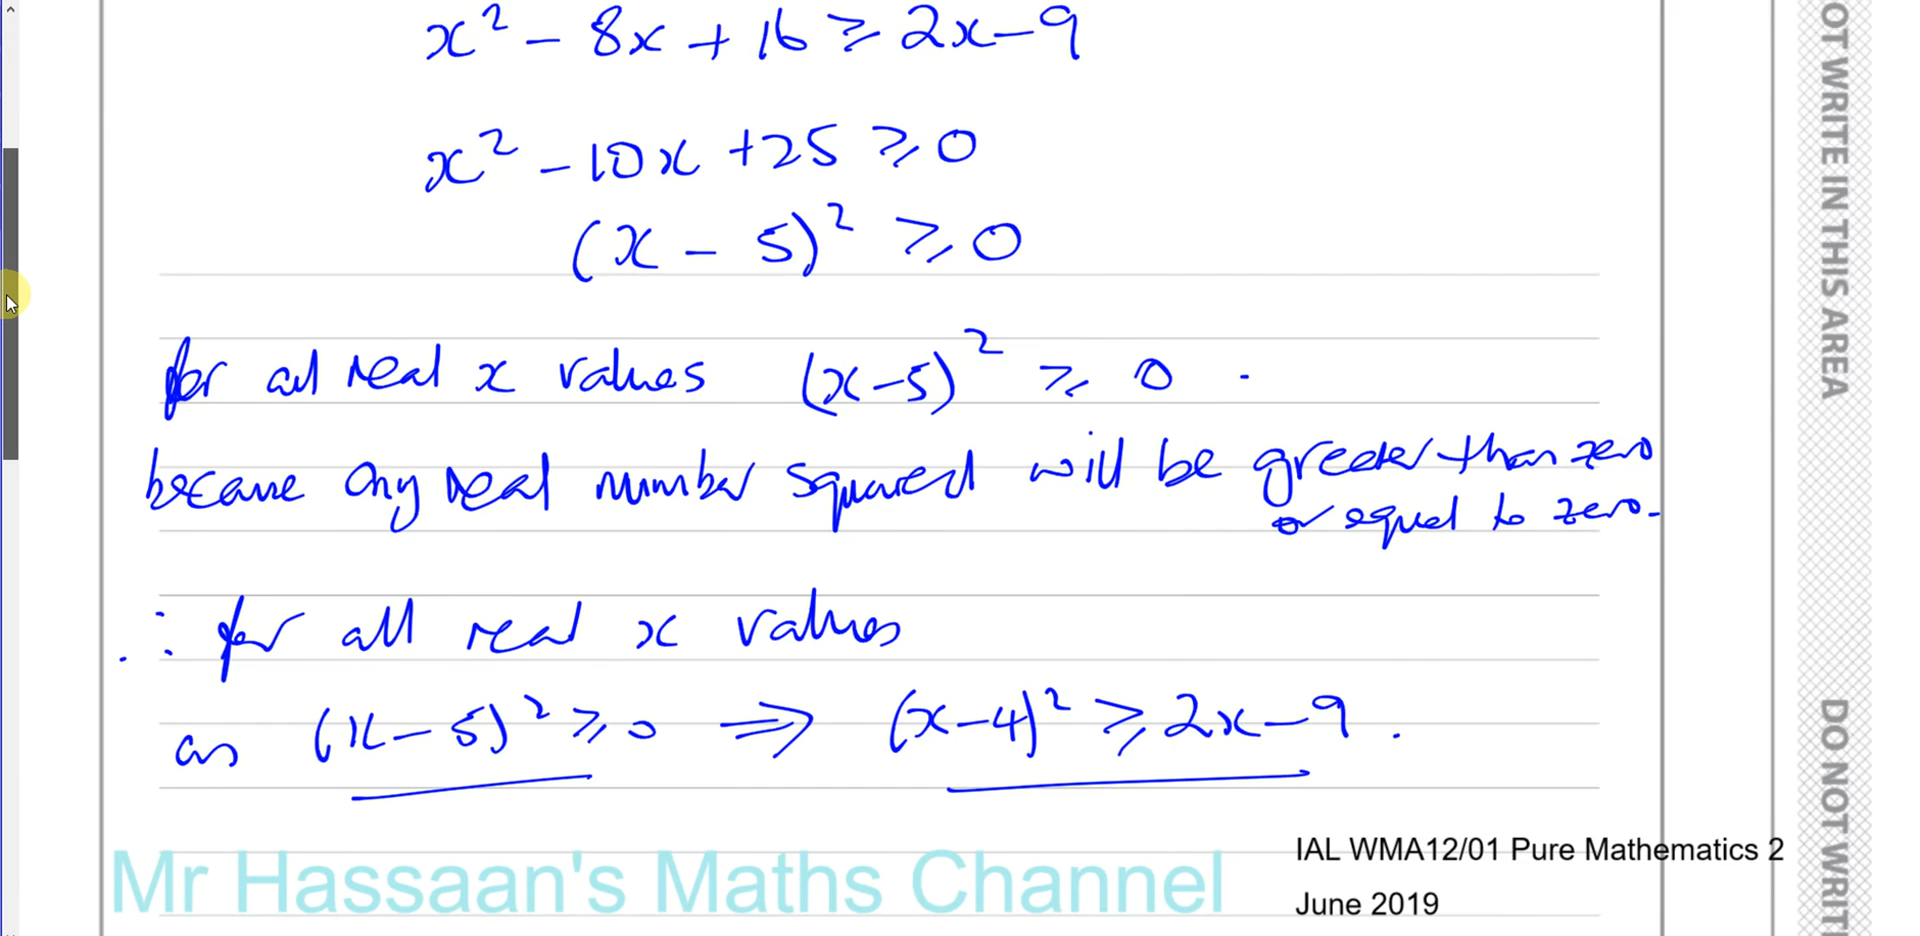 x² - 8x + 16 ≥ 2x - 9
x² - 10x + 25 ≥ 0
(x - 5)² ≥ 0
for all real x values (x-5)² ≥ 0.
because any real number squared will be greater than zero
or equal to zero.
∴ for all real x values
as (x-5)² ≥ 0 ⇒ (x-4)² ≥ 2x-9.
Mr Hassaan's Maths Channel
IAL WMA12/01 Pure Mathematics 2
June 2019
OT WRITE IN THIS AREA
DO NOT WRIT